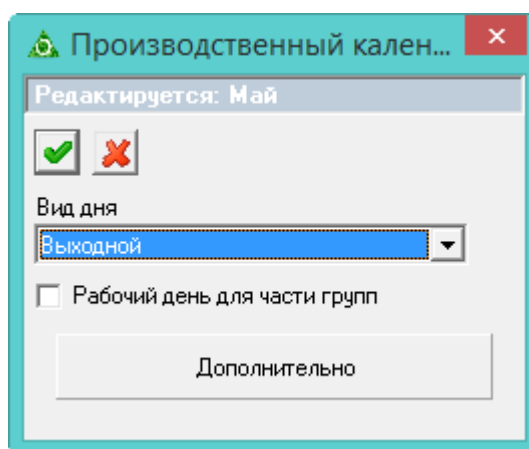 Производственный кален...
Редактируется: Май
Вид дня
Выходной
Рабочий день для части групп
Дополнительно